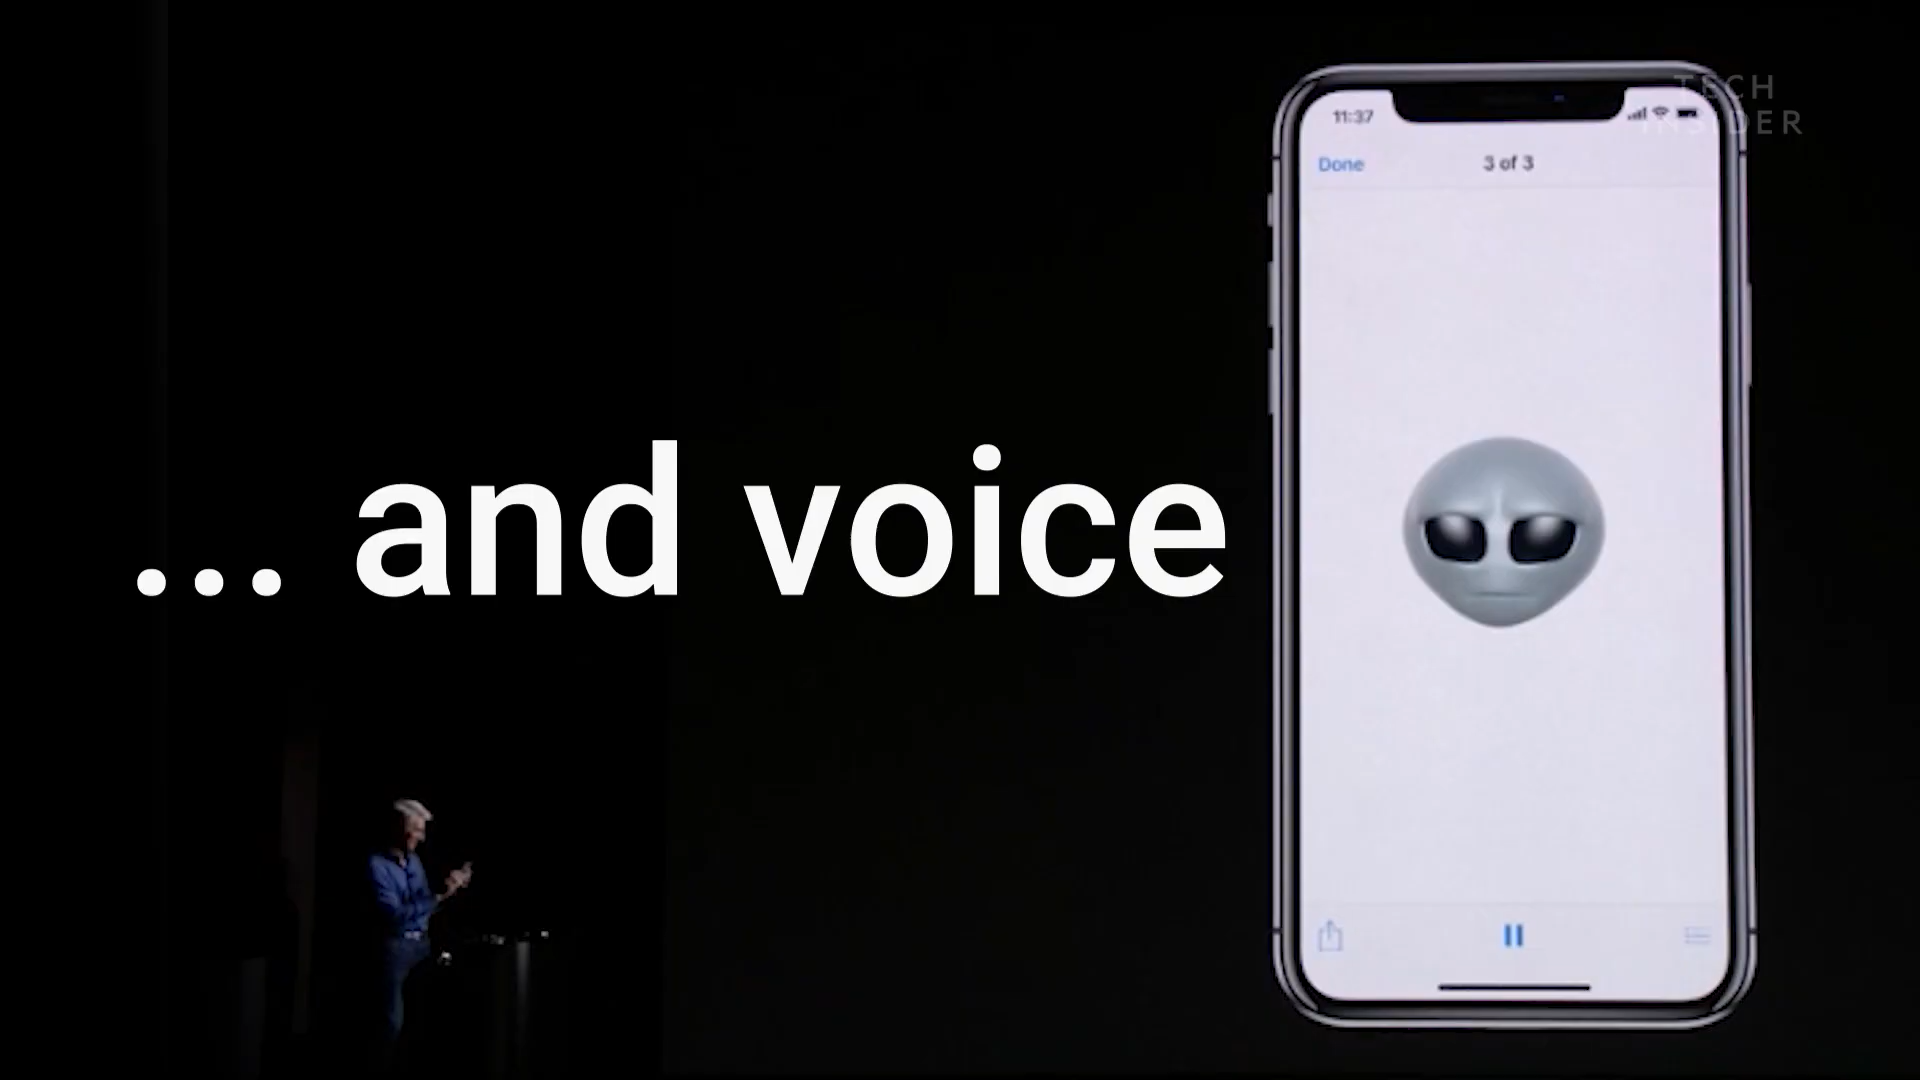 TECH
INSIDER
11:37
Done 3 of 3
... and voice